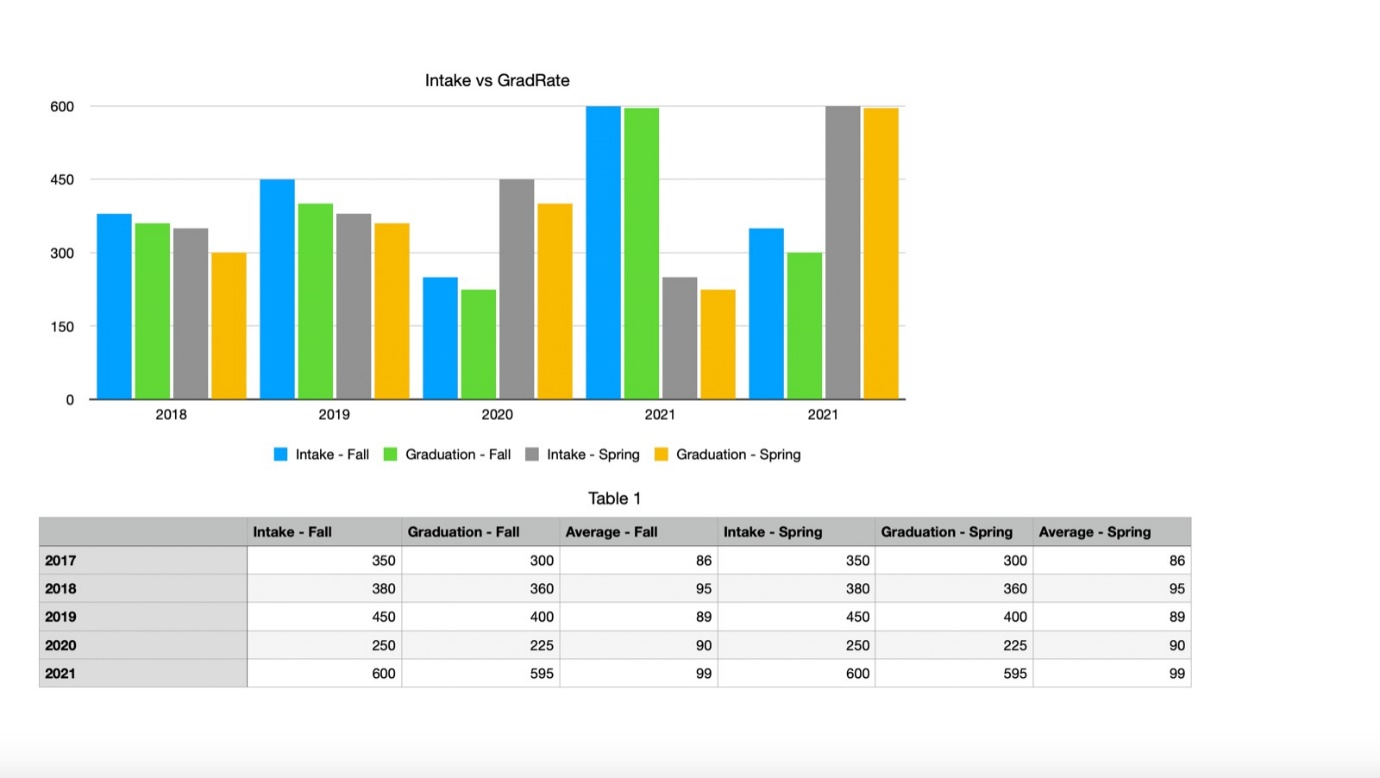 Intake vs GradRate
600
450
300
150
0
2018 2019 2020 2021 2021
Intake - Fall Graduation - Fall Intake - Spring Graduation - Spring
Table 1
Intake - Fall Graduation - Fall Average - Fall Intake - Spring Graduation - Spring Average - Spring
2017 350 300 86 350 300 86
2018 380 360 95 380 360 95
2019 450 400 89 450 400 89
2020 250 225 90 250 225 90
2021 600 595 99 600 595 99